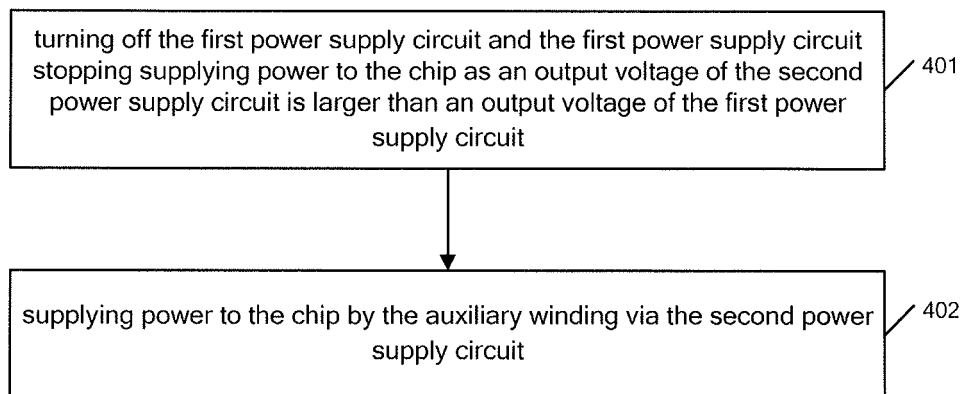 turning off the first power supply circuit and the first power supply circuit
stopping supplying power to the chip as an output voltage of the second
power supply circuit is larger than an output voltage of the first power
supply circuit
401
supplying power to the chip by the auxiliary winding via the second power
supply circuit
402